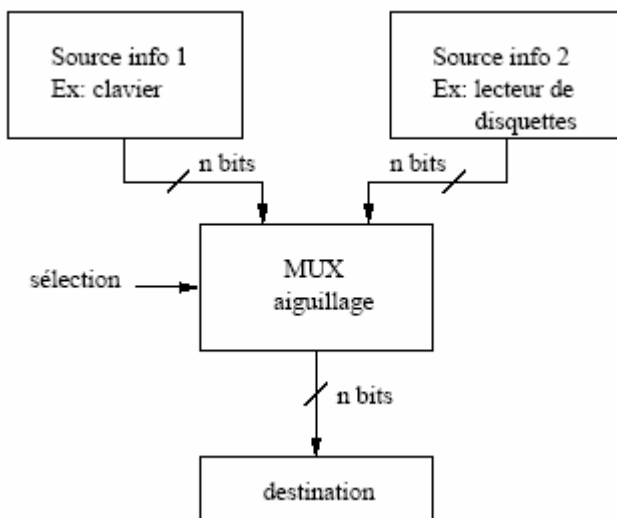 Source info 1
Ex: clavier
Source info 2
Ex: lecteur de
disquettes
n bits
n bits
sélection
MUX
aiguillage
n bits
destination